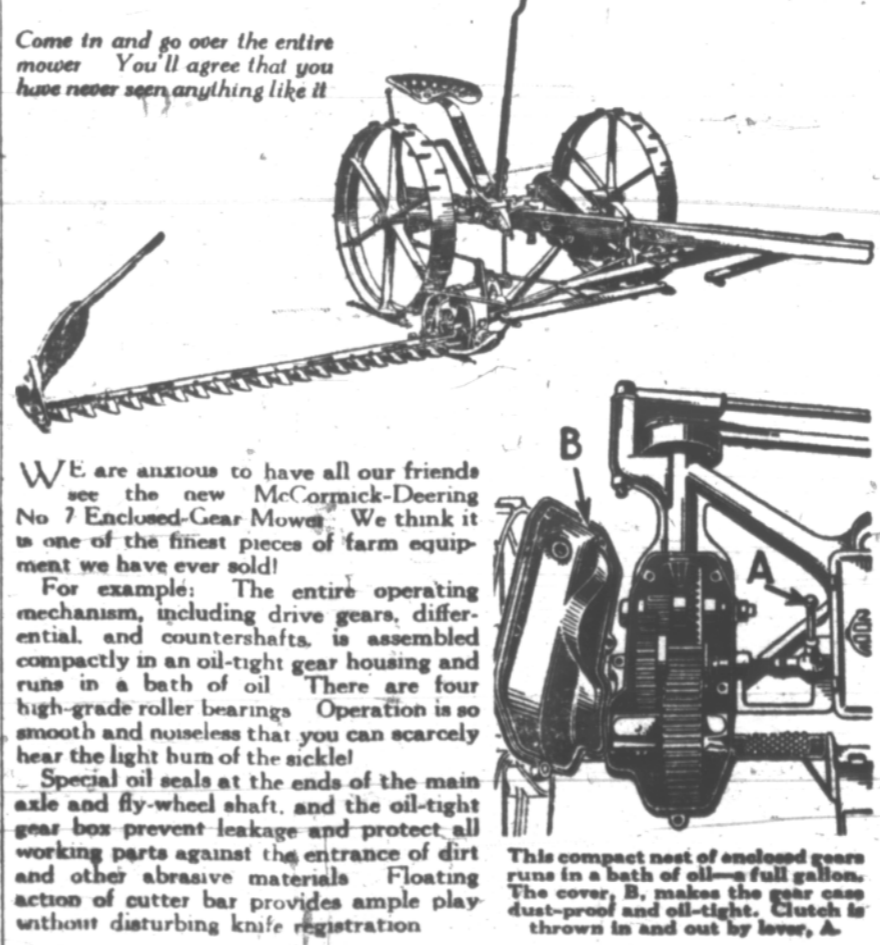 Come in and go over the entire
mower You'll agree that you
have never seen anything like it
WE are anxious to have all our friends
see the new McCormick-Deering
No 7 Enclosed-Gear Mower We think it
is one of the finest pieces of farm equip-
ment we have ever sold!
For example: The entire operating
mechanism, including drive gears, differ-
ential, and countershafts, is assembled
compactly in an oil-tight gear housing and
runs in a bath of oil There are four
high-grade roller bearings Operation is so
smooth and noiseless that you can scarcely
hear the light hum of the sickle!
Special oil seals at the ends of the main
axle and fly-wheel shaft, and the oil-tight
gear box prevent leakage and protect all
working parts against the entrance of dirt
and other abrasive materials Floating
action of cutter bar provides ample play
without disturbing knife registration
B
A
This compact nest of enclosed gears
runs in a bath of oil—a full gallon.
The cover, B, makes the gear case
dust-proof and oil-tight. Clutch is
thrown in and out by lever, A.